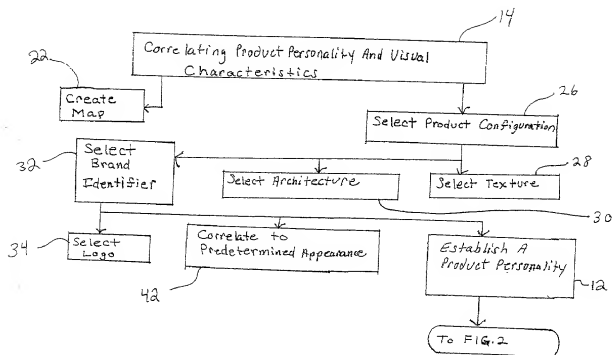 14
Correlating Product Personality And Visual
Characteristics
22
Create
Map
26
Select Product Configuration
32
Select
Brand
Identifier
Select Architecture
30
Select Texture
28
34
Select
Logo
Correlate to
Predetermined Appearance
42
Establish A
Product Personality
12
To FIG.2